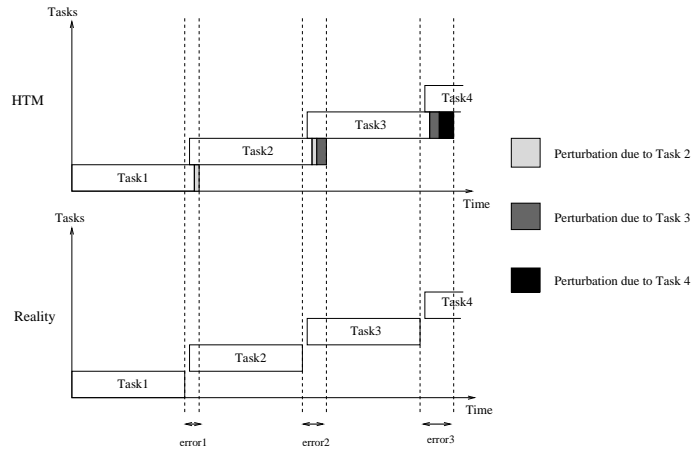 Tasks
HTM
Task4
Task3
Task2
Task1
Time
Perturbation due to Task 2
Perturbation due to Task 3
Perturbation due to Task 4
Tasks
Reality
Task4
Task3
Task2
Task1
Time
error1
error2
error3